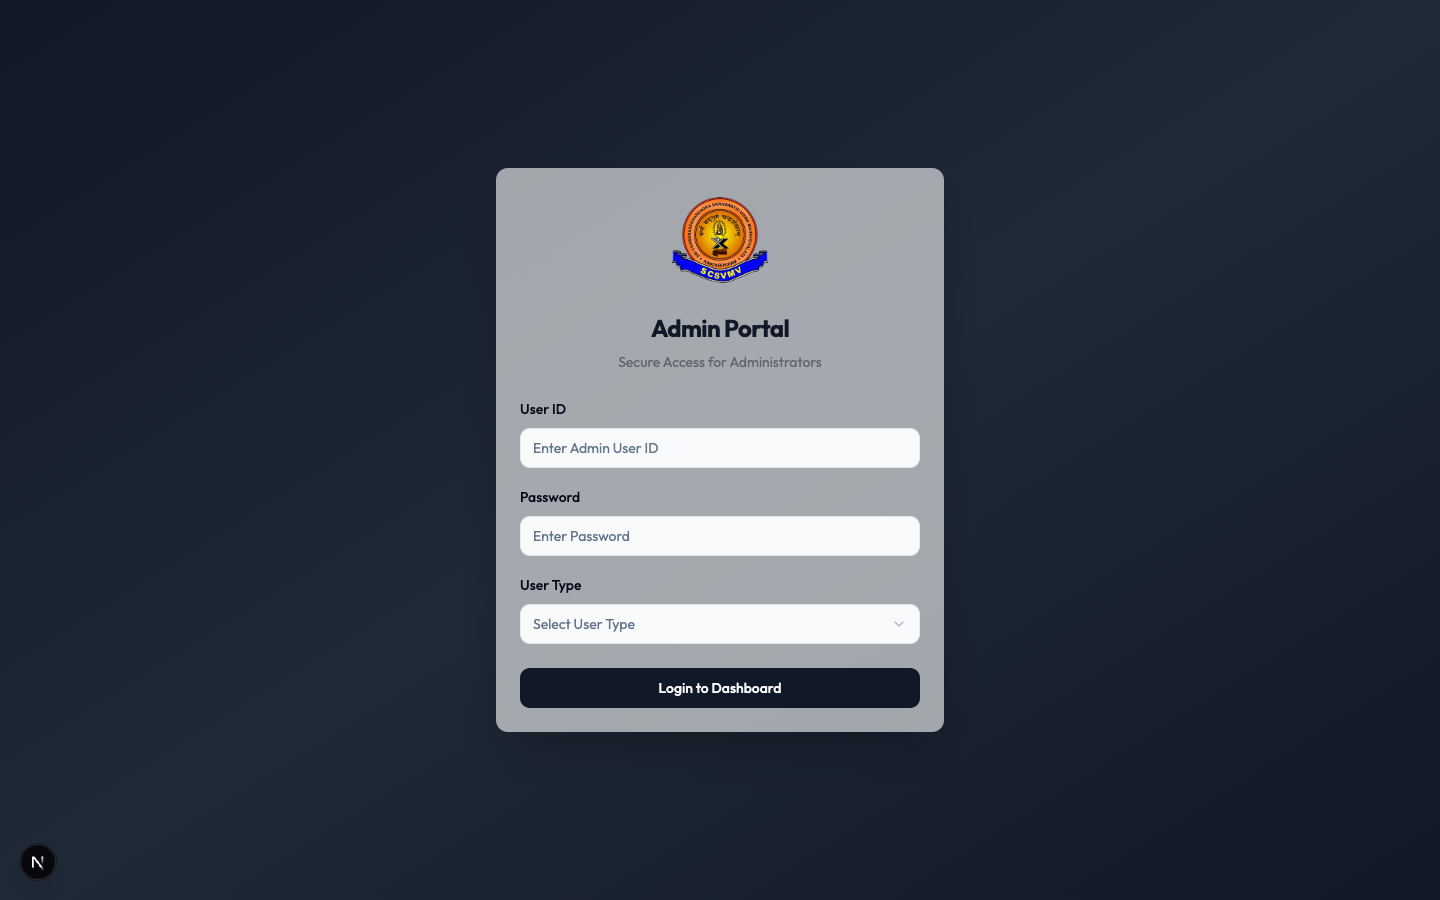 SCSVMV
Admin Portal
Secure Access for Administrators
User ID
Enter Admin User ID
Password
Enter Password
User Type
Select User Type
Login to Dashboard
N